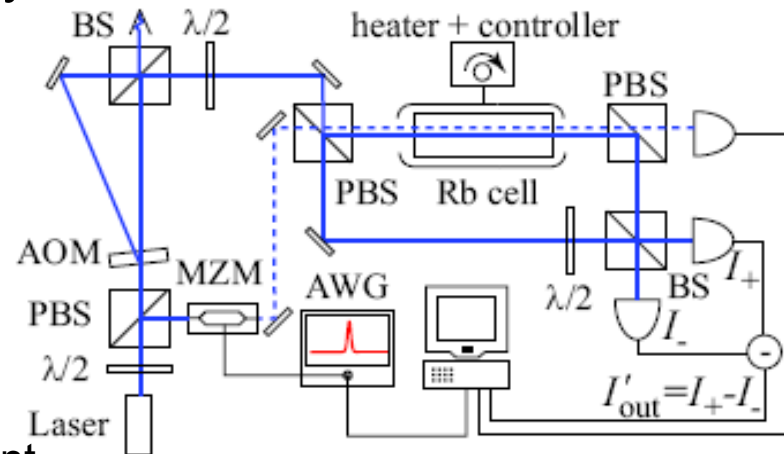 BS
λ/2
heater + controller
PBS
PBS
Rb cell
AOM
MZM
AWG
λ/2
BS
I+
PBS
I-
λ/2
I'out=I+-I-
Laser
-